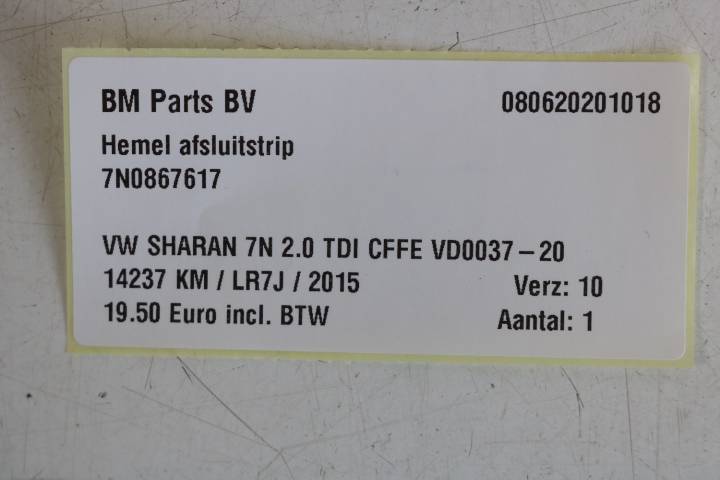 BM Parts BV 080620201018
Hemel afsluitstrip
7N0867617
VW SHARAN 7N 2.0 TDI CFFE VD0037-20
14237 KM / LR7J / 2015 Verz: 10
19.50 Euro incl. BTW Aantal: 1